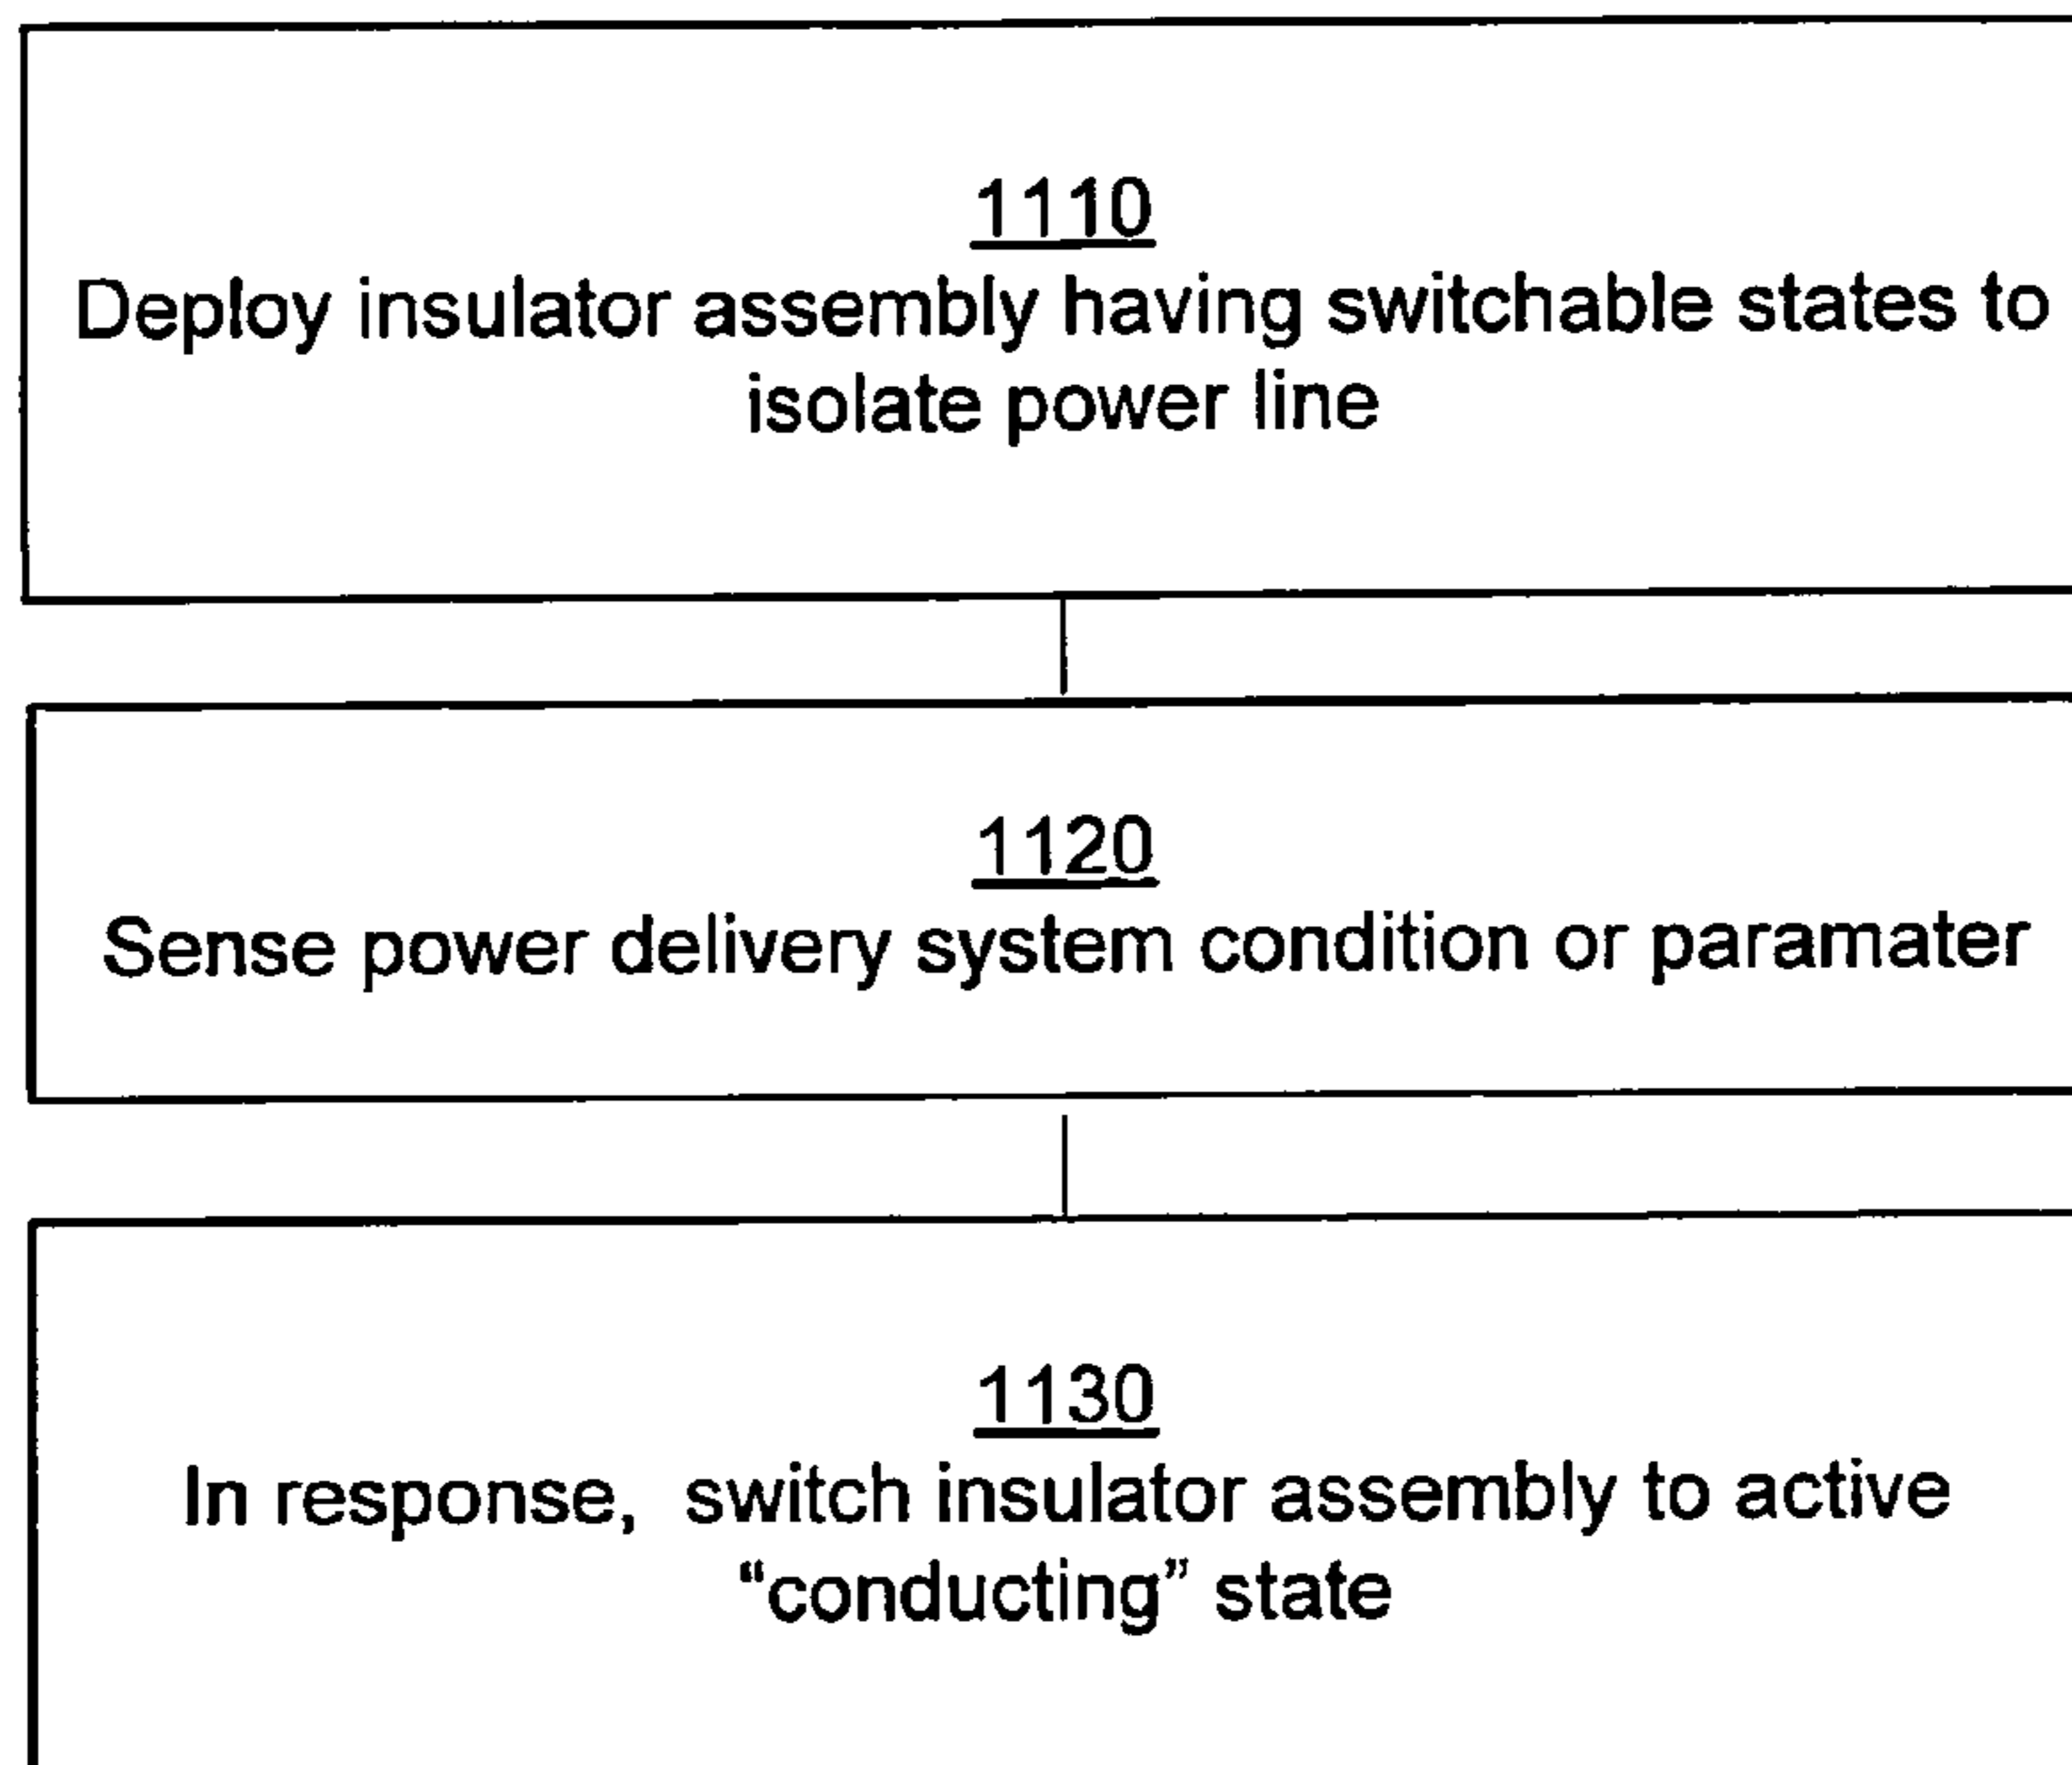 1110
Deploy insulator assembly having switchable states to
isolate power line
1120
Sense power delivery system condition or paramater
1130
In response,  switch insulator assembly to active
“conducting” state